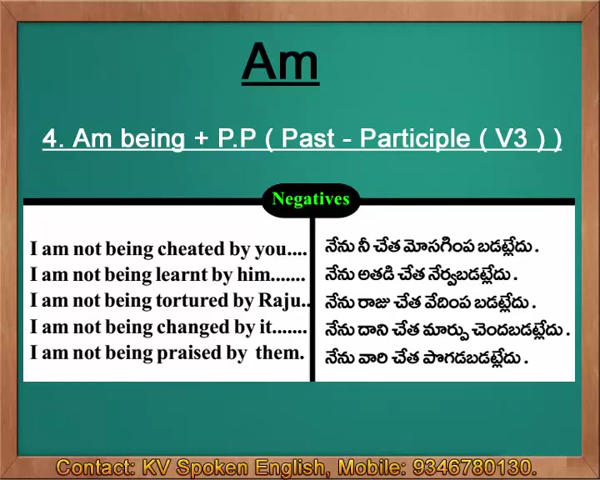 Am
4. Am being + P.P ( Past - Participle ( V3 ) )
Negatives
I am not being cheated by you....
I am not being learnt by him.......
I am not being tortured by Raju..
I am not being changed by it.......
I am not being praised by them.
నేను నీ చేత మోసగింప బడట్లేదు.
నేను అతడి చేత నేర్వబడట్లేదు.
నేను రాజు చేత వేదింప బడట్లేదు.
నేను దాని చేత మార్పు చెందబడట్లేదు.
నేను వారి చేత పొగడబడట్లేదు.
Contact: KV Spoken English, Mobile: 9346780130.